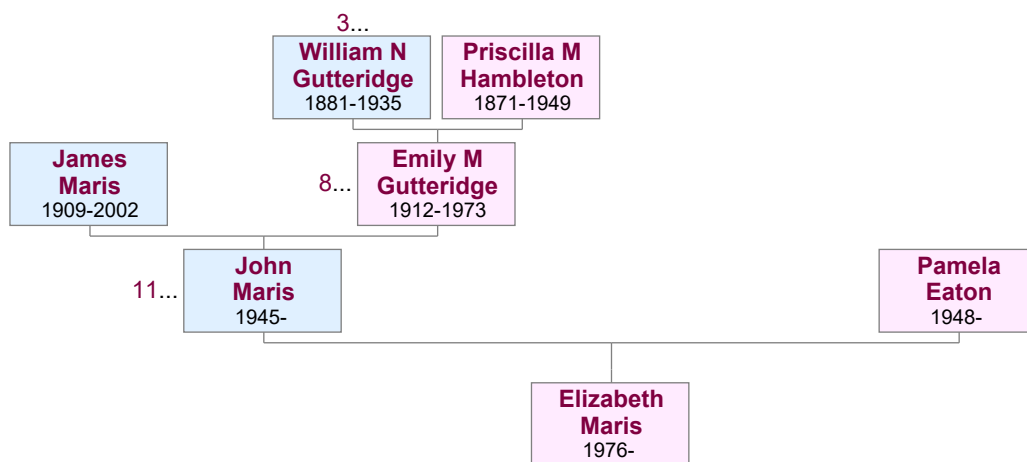 3...
William N
Gutteridge
1881-1935
Priscilla M
Hambleton
1871-1949
James
Maris
1909-2002
8...
Emily M
Gutteridge
1912-1973
11...
John
Maris
1945-
Pamela
Eaton
1948-
Elizabeth
Maris
1976-